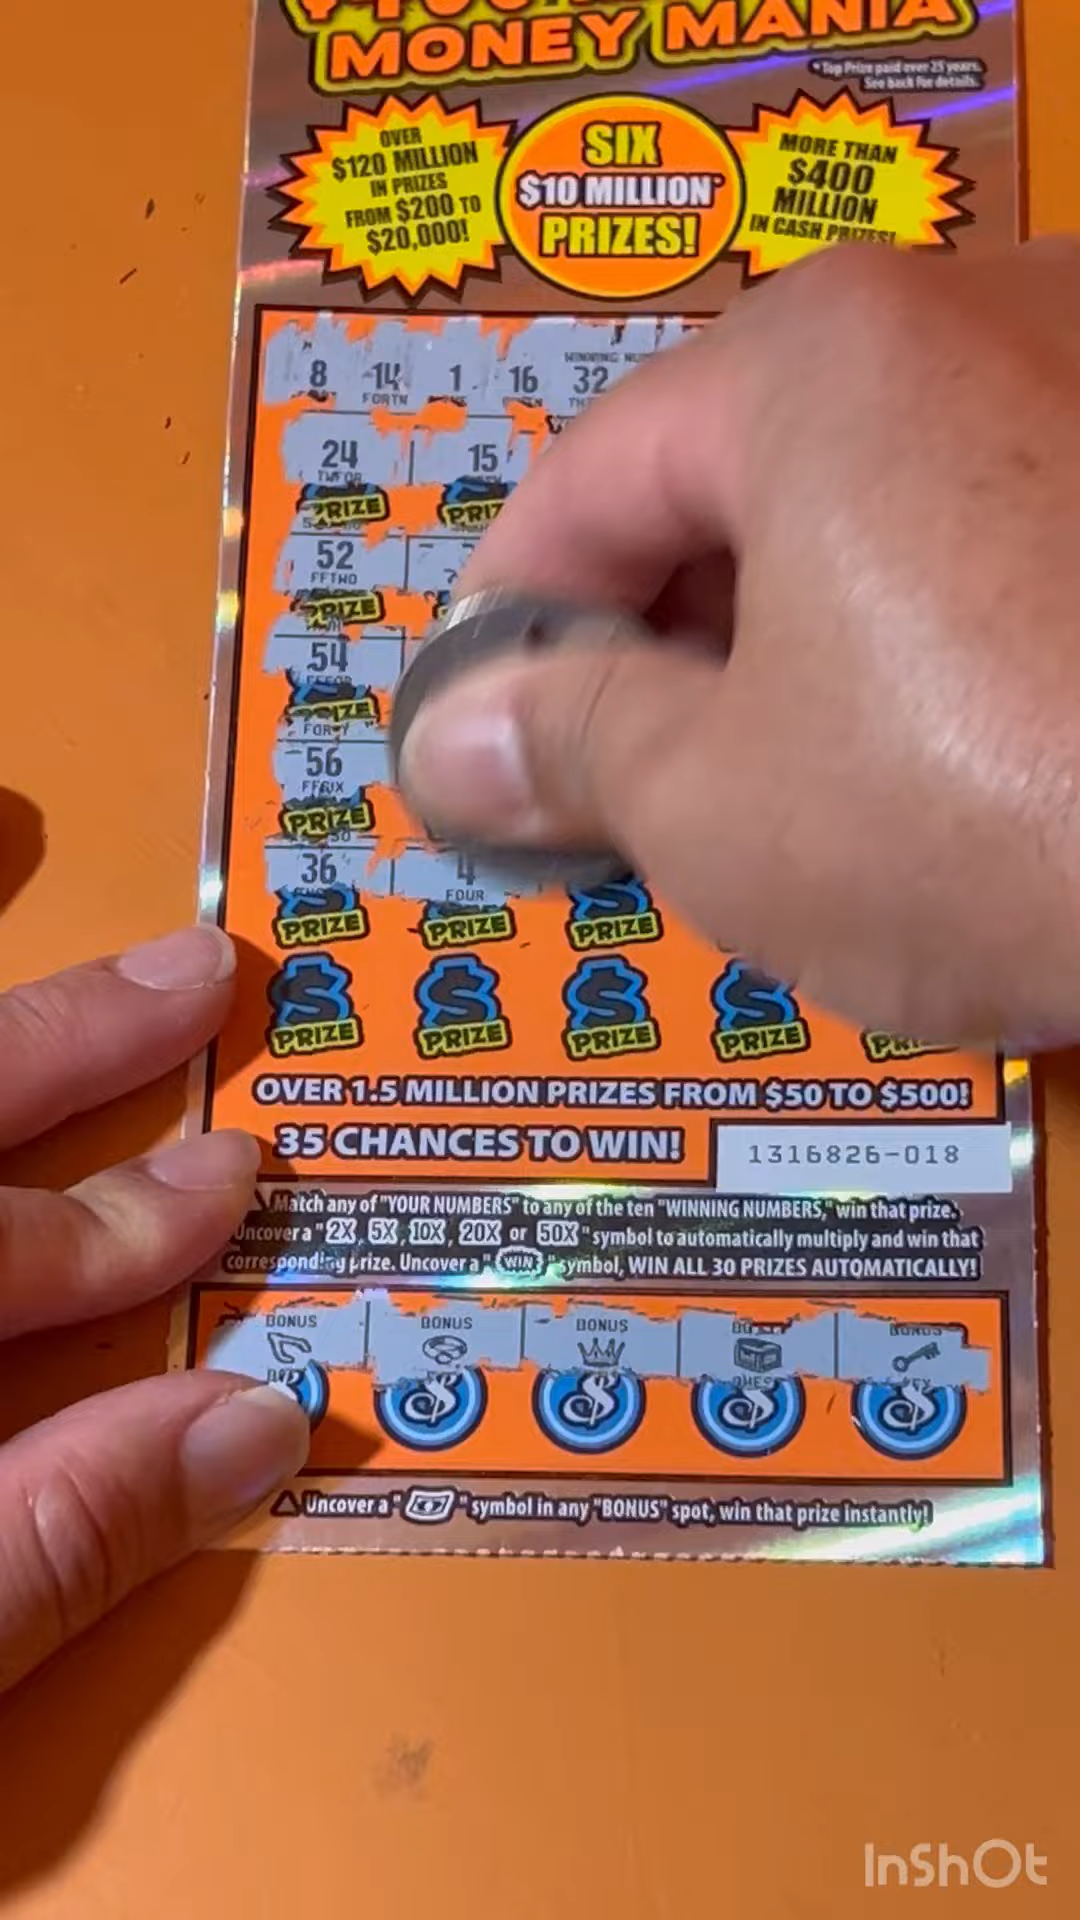 MONEY MANIA
*Top Prize paid over 25 years.
See back for details.
OVER
$120 MILLION
IN PRIZES
FROM $200 TO
$20,000!
SIX
$10 MILLION*
PRIZES!
MORE THAN
$400
MILLION
IN CASH PRIZES!
WINNING
8 14 1 16 32
FORTN
24 15
PRIZE
52
FFTWO
PRIZE
54
PRIZE
56
FFSIX
PRIZE
36 4
FOUR
PRIZE PRIZE PRIZE
PRIZE PRIZE PRIZE PRIZE
OVER 1.5 MILLION PRIZES FROM $50 TO $500!
35 CHANCES TO WIN!
1316826-018
Match any of "YOUR NUMBERS" to any of the ten "WINNING NUMBERS," win that prize.
Uncover a "2X, 5X, 10X, 20X or 50X" symbol to automatically multiply and win that
corresponding prize. Uncover a "WIN" symbol, WIN ALL 30 PRIZES AUTOMATICALLY!
BONUS BONUS BONUS BONUS
Uncover a " " symbol in any "BONUS" spot, win that prize instantly!
InShOt